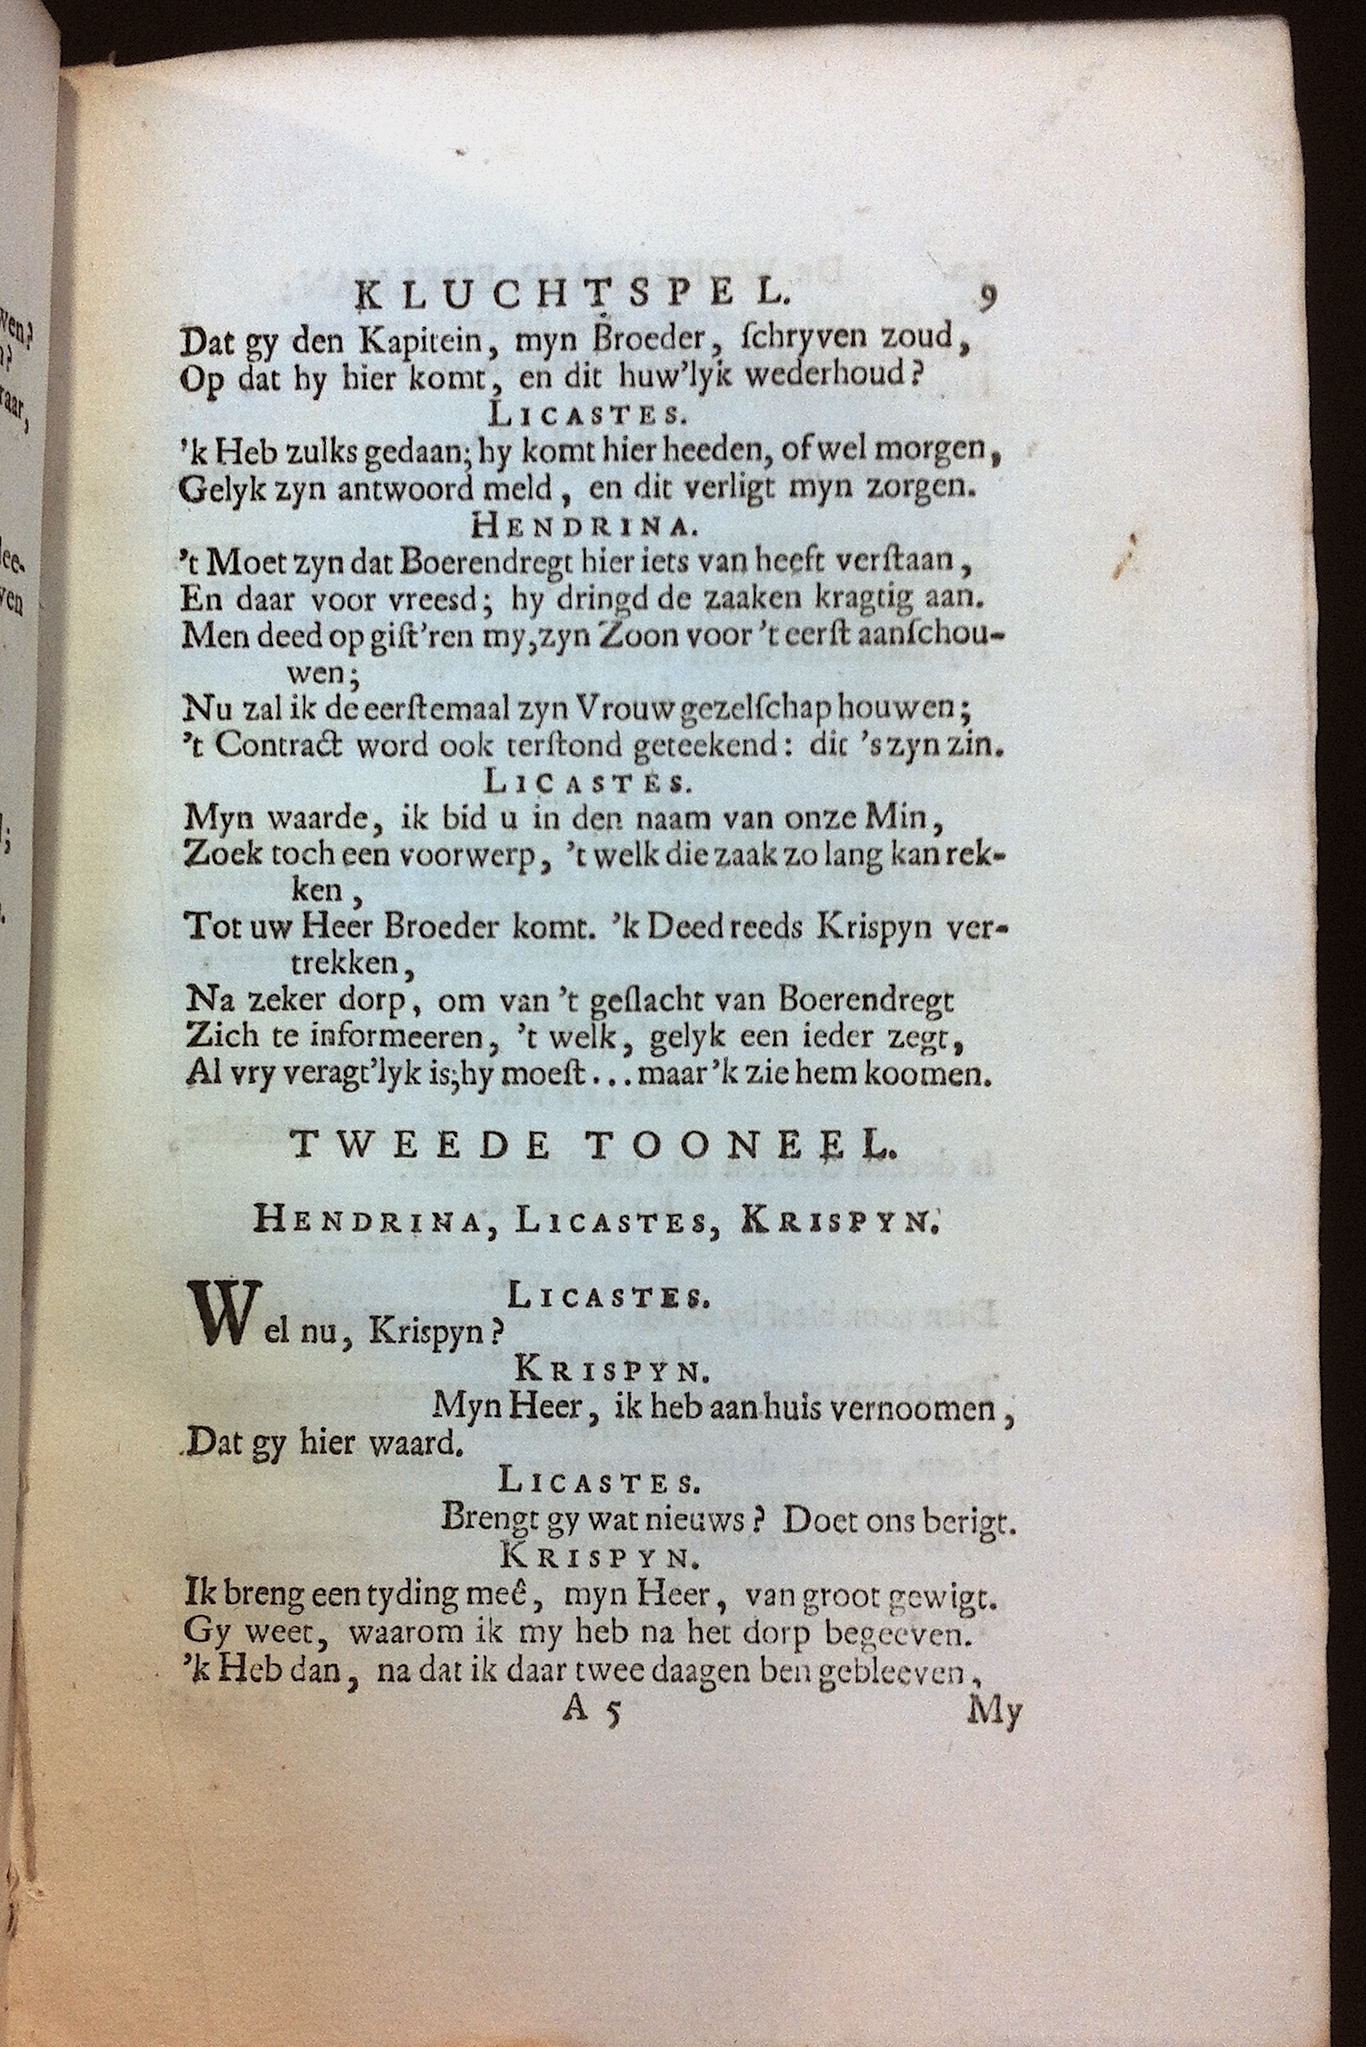 KLUCHTSPEL. 9
Dat gy den Kapitein, myn Broeder, ſchryven zoud,
Op dat hy hier komt, en dit huw'lyk wederhoud?
LICASTES.
'k Heb zulks gedaan; hy komt hier heeden, of wel morgen,
Gelyk zyn antwoord meld, en dit verligt myn zorgen.
HENDRINA.
't Moet zyn dat Boerendregt hier iets van heeft verſtaan,
En daar voor vreesd; hy dringd de zaaken kragtig aan.
Men deed op giſt'ren my, zyn Zoon voor 't eerſt aanſchou-
wen;
Nu zal ik de eerſtemaal zyn Vrouw gezelſchap houwen;
't Contract word ook terſtond geteekend: dit 's zyn zin.
LICASTES.
Myn waarde, ik bid u in den naam van onze Min,
Zoek toch een voorwerp, 't welk die zaak zo lang kan rek-
ken,
Tot uw Heer Broeder komt. 'k Deed reeds Krispyn ver-
trekken,
Na zeker dorp, om van 't geſlacht van Boerendregt
Zich te informeeren, 't welk, gelyk een ieder zegt,
Al vry veragt'lyk is; hy moeſt... maar 'k zie hem koomen.
TWEEDE TOONEEL.
HENDRINA, LICASTES, KRISPYN.
LICASTES.
Wel nu, Krispyn?
KRISPYN.
Myn Heer, ik heb aan huis vernoomen,
Dat gy hier waard.
LICASTES.
Brengt gy wat nieuws? Doet ons berigt.
KRISPYN.
Ik breng een tyding meê, myn Heer, van groot gewigt.
Gy weet, waarom ik my heb na het dorp begeeven.
'k Heb dan, na dat ik daar twee daagen ben gebleeven,
A 5 My